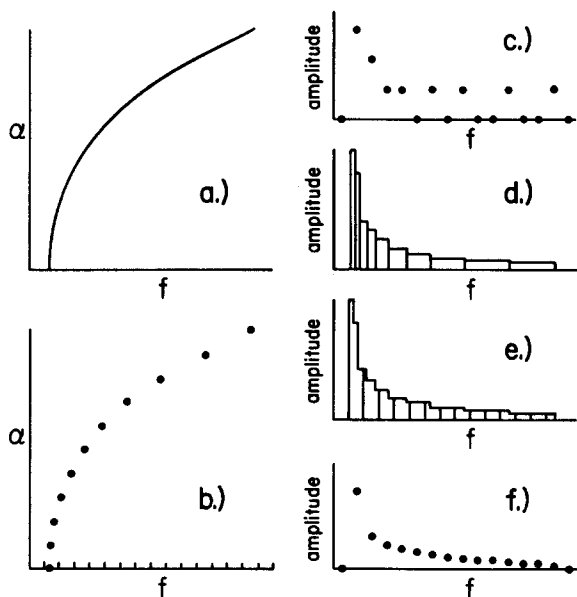 α
a.)
f
α
b.)
f
amplitude
c.)
f
amplitude
d.)
f
amplitude
e.)
f
amplitude
f.)
f